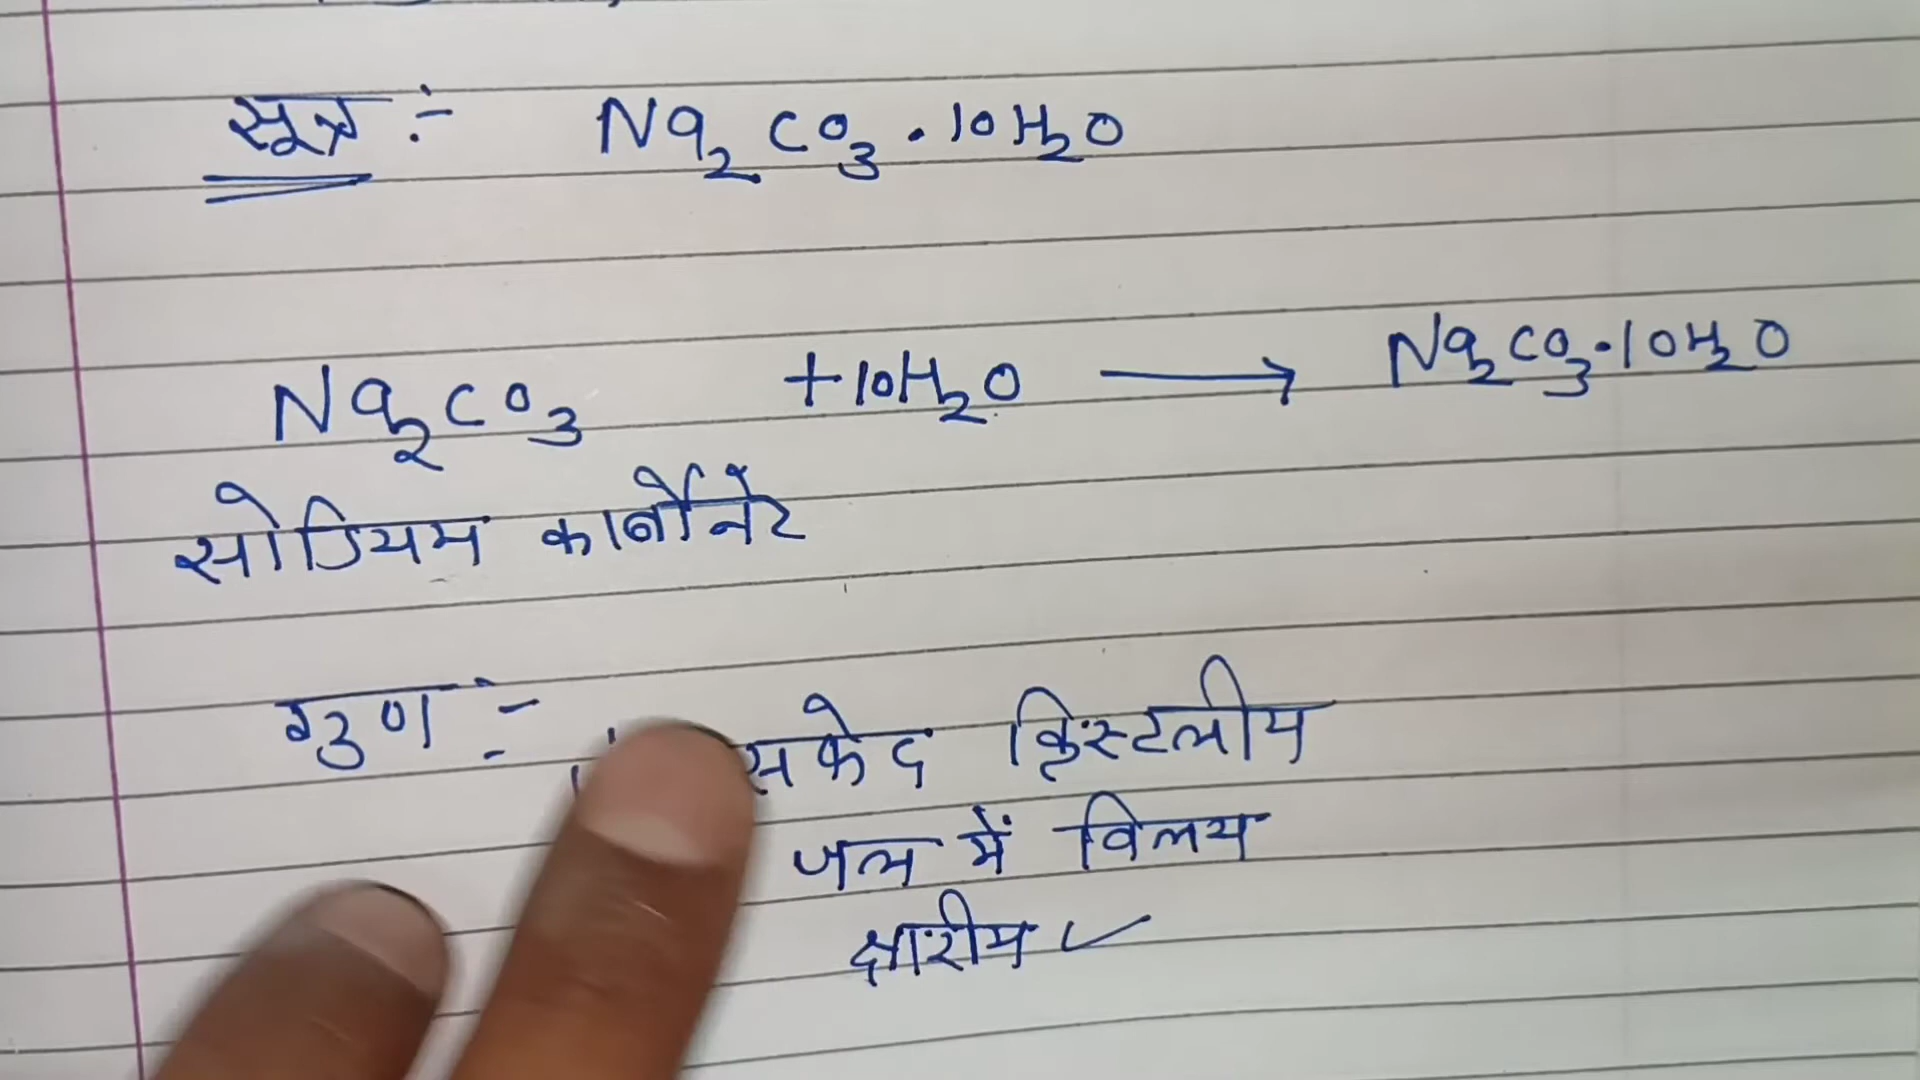 सूत्र :- Na2CO3.10H2O
Na2CO3 +10H2O → Na2CO3.10H2O
सोडियम कार्बोनेट
गुण :- सफेद क्रिस्टलीय
जल में विलय
क्षारीय ✓